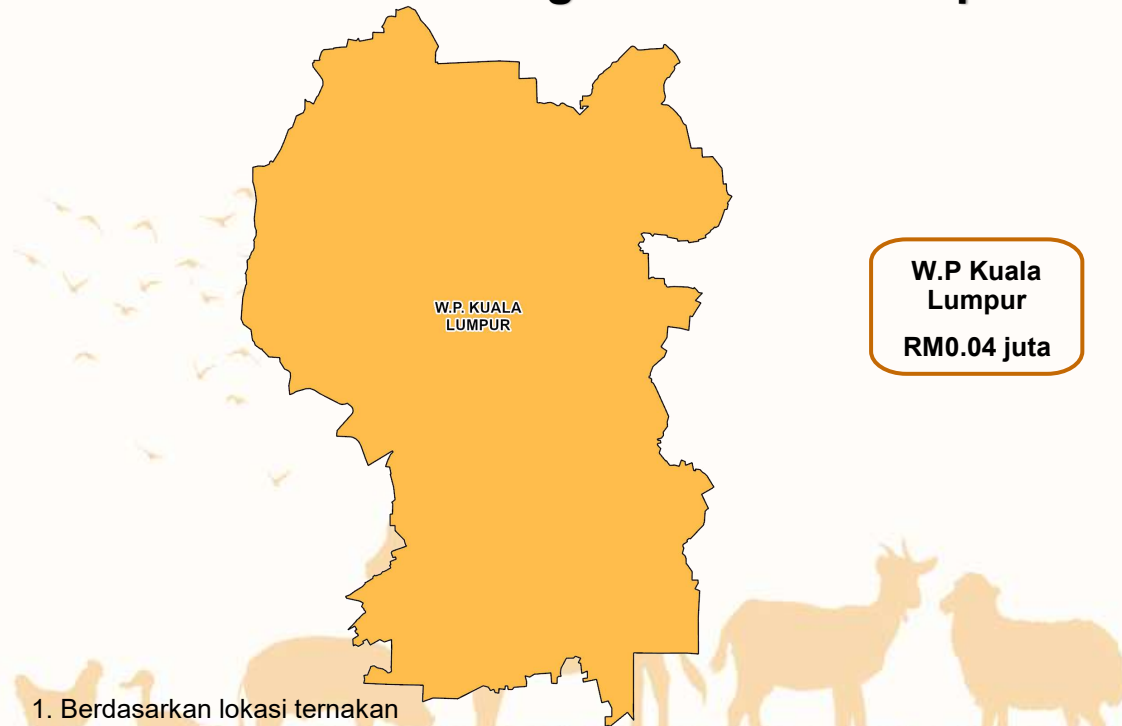 W.P. KUALA
LUMPUR
W.P Kuala
Lumpur
RM0.04 juta
1. Berdasarkan lokasi ternakan